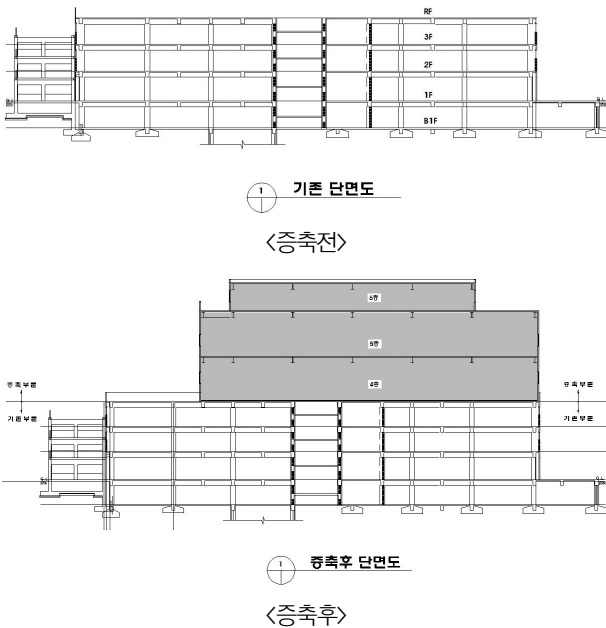 RF
3F
2F
1F
B1F
1 기존 단면도
<증축전>
6층
5층
4층
증축부분 증축부분
기존부분 기존부분
1 증축후 단면도
<증축후>